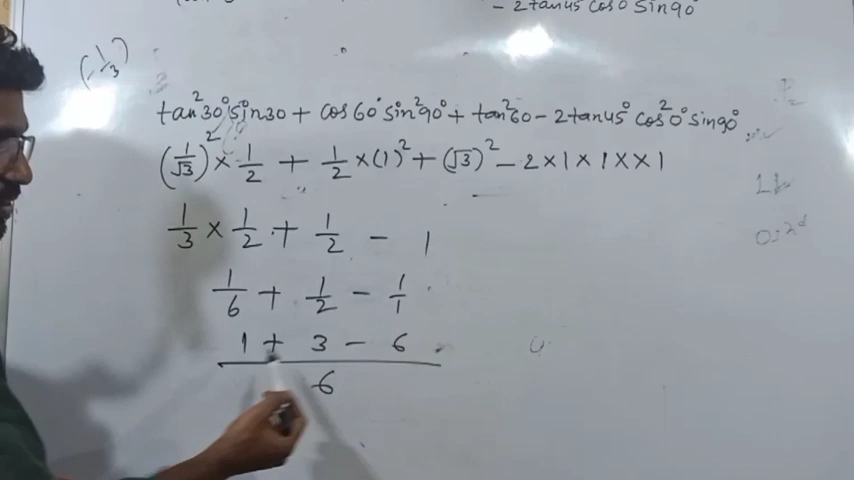 - 2tan45 cos0 sin90°
(1/3)
tan²30° sin30 + cos60° sin²90° + tan²60 - 2tan45° cos²0° sin90°
(1/√3)² × 1/2 + 1/2 × (1)² + (√3)² - 2 × 1 × 1 × × 1
1/3 × 1/2 + 1/2 - 1
1/6 + 1/2 - 1/1
1 + 3 - 6
6